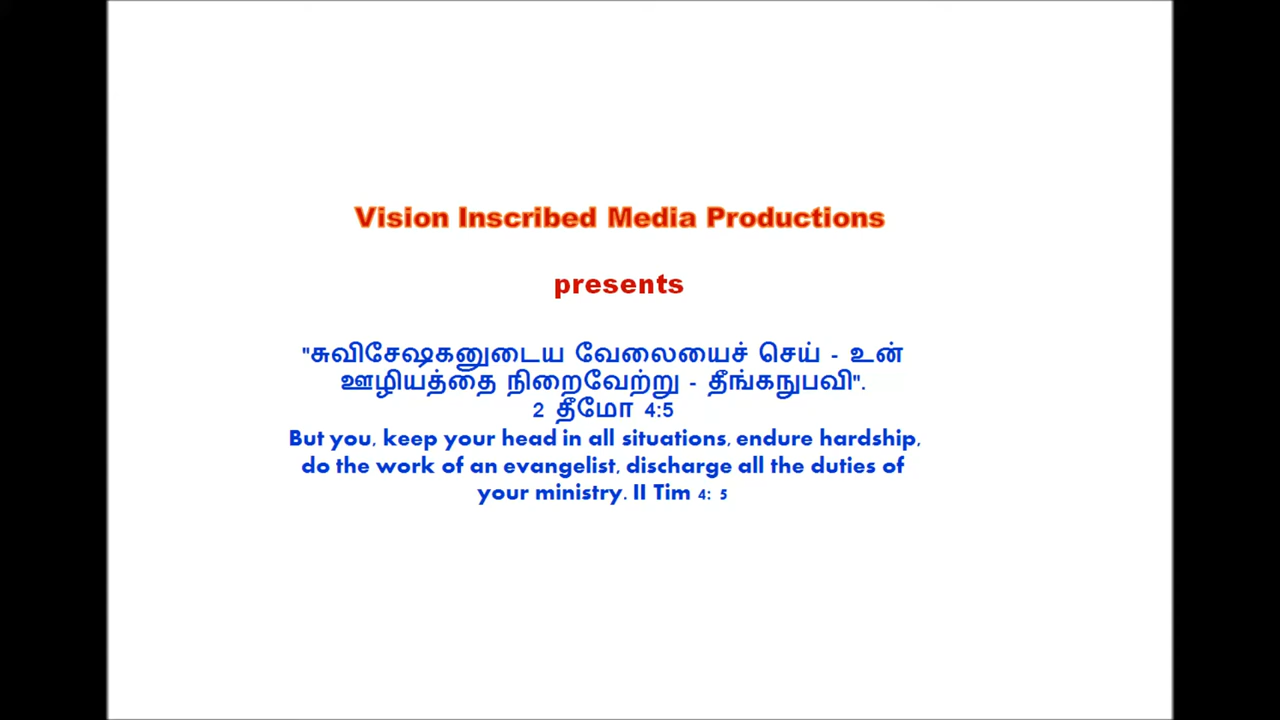 Vision Inscribed Media Productions
presents
"சுவிசேஷகனுடைய வேலையைச் செய் - உன்
ஊழியத்தை நிறைவேற்று - தீங்கநுபவி".
2 தீமோ 4:5
But you, keep your head in all situations, endure hardship,
do the work of an evangelist, discharge all the duties of
your ministry. II Tim 4: 5